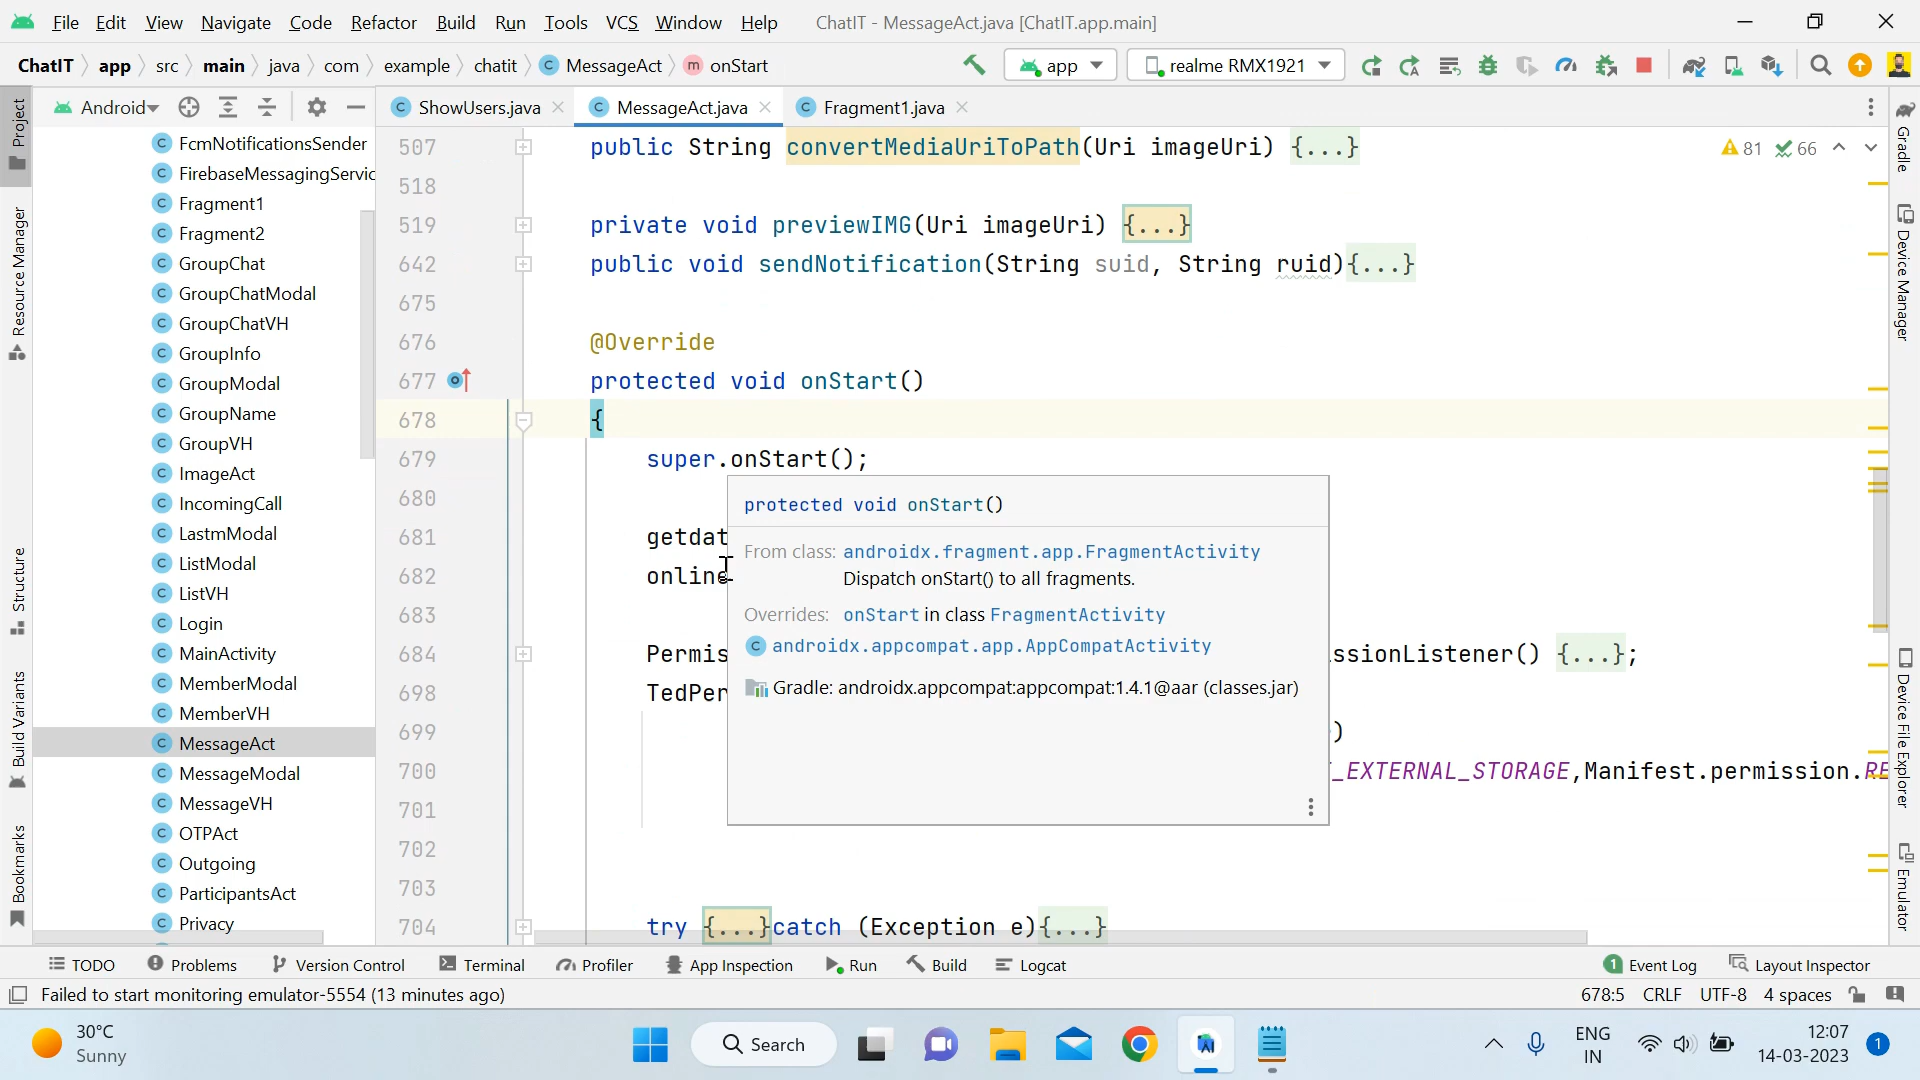 File Edit View Navigate Code Refactor Build Run Tools VCS Window Help ChatIT - MessageAct.java [ChatIT.app.main]
ChatIT app src main java com example chatit MessageAct onStart app realme RMX1921
Project
Resource Manager
Structure
Build Variants
Bookmarks
Android
FcmNotificationsSender
FirebaseMessagingServic
Fragment1
Fragment2
GroupChat
GroupChatModal
GroupChatVH
GroupInfo
GroupModal
GroupName
GroupVH
ImageAct
IncomingCall
LastmModal
ListModal
ListVH
Login
MainActivity
MemberModal
MemberVH
MessageAct
MessageModal
MessageVH
OTPAct
Outgoing
ParticipantsAct
Privacy
ShowUsers.java MessageAct.java Fragment1.java
81 66
507 public String convertMediaUriToPath(Uri imageUri) {...}
518
519 private void previewIMG(Uri imageUri) {...}
642 public void sendNotification(String suid, String ruid){...}
675
676 @Override
677 protected void onStart()
678 {
679 super.onStart();
680
681 getdat
682 online
683
684 Permis ssionListener() {...};
698 TedPer
699 )
700 _EXTERNAL_STORAGE,Manifest.permission.RE
701
702
703
704 try {...}catch (Exception e){...}
protected void onStart()
From class: androidx.fragment.app.FragmentActivity
Dispatch onStart() to all fragments.
Overrides: onStart in class FragmentActivity
androidx.appcompat.app.AppCompatActivity
Gradle: androidx.appcompat:appcompat:1.4.1@aar (classes.jar)
Gradle
Device Manager
Device File Explorer
Emulator
TODO Problems Version Control Terminal Profiler App Inspection Run Build Logcat 1 Event Log Layout Inspector
Failed to start monitoring emulator-5554 (13 minutes ago) 678:5 CRLF UTF-8 4 spaces
30°C
Sunny
Search
ENG
IN
12:07
14-03-2023
1